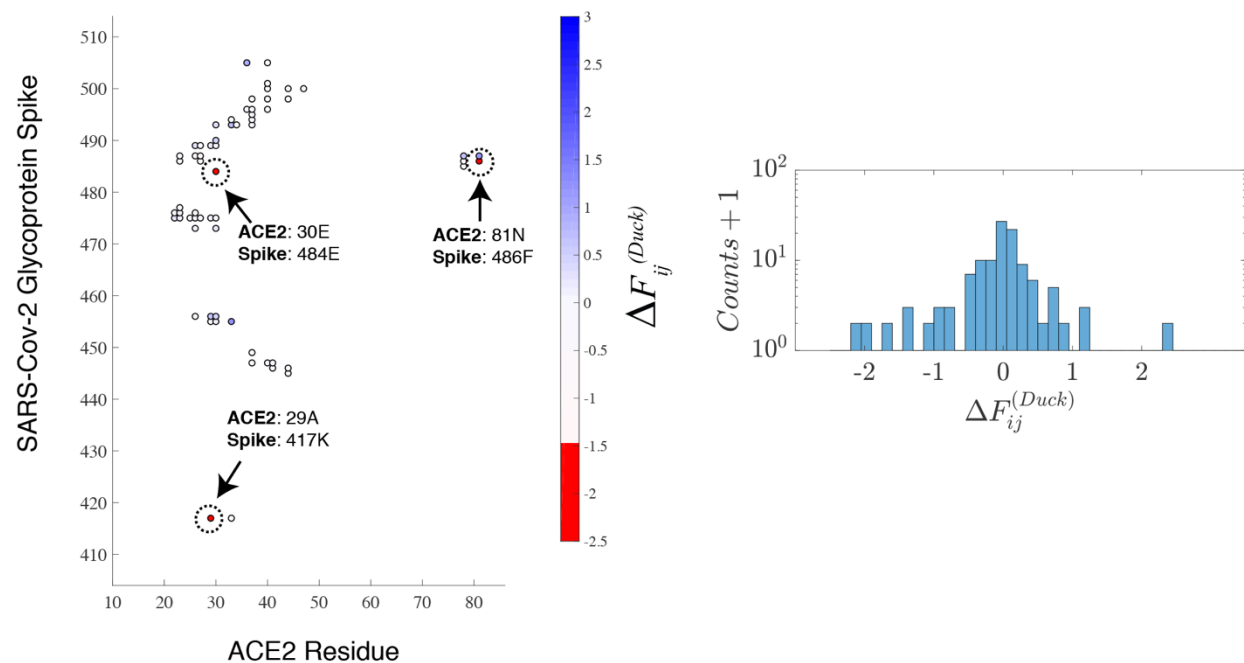 SARS-Cov-2 Glycoprotein Spike
510
500
490
480
470
460
450
440
430
420
410
10 20 30 40 50 60 70 80
ACE2 Residue
ACE2: 30E
Spike: 484E
ACE2: 81N
Spike: 486F
ACE2: 29A
Spike: 417K
3
2.5
2
1.5
1
0.5
0
-0.5
-1
-1.5
-2
-2.5
ΔF_ij^(Duck)
Counts + 1
10^2
10^1
10^0
-2 -1 0 1 2
ΔF_ij^(Duck)